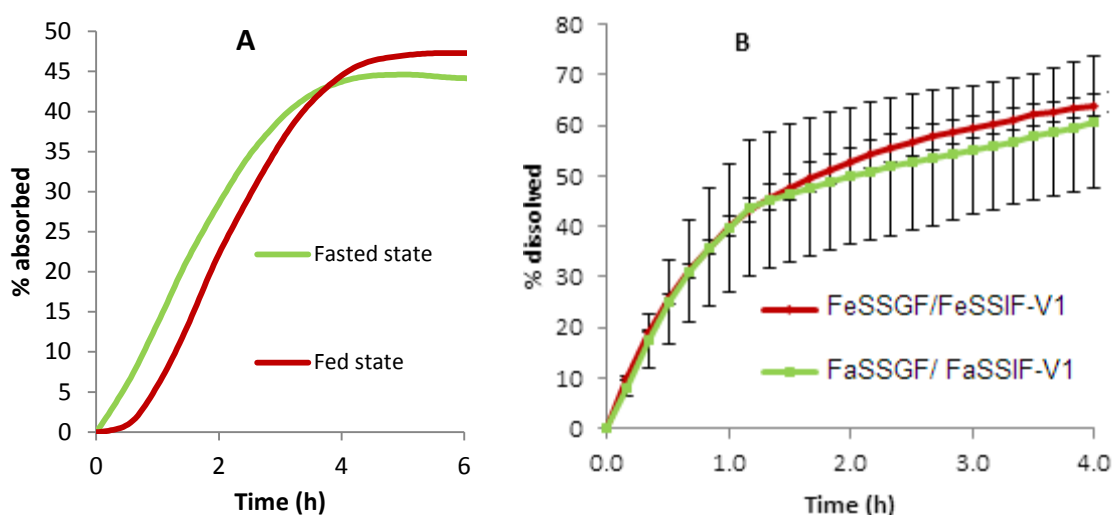 A
% absorbed
50
45
40
35
30
25
20
15
10
5
0
Fasted state
Fed state
0 2 4 6
Time (h)
B
% dissolved
80
70
60
50
40
30
20
10
0
FeSSGF/FeSSIF-V1
FaSSGF/ FaSSIF-V1
0.0 1.0 2.0 3.0 4.0
Time (h)